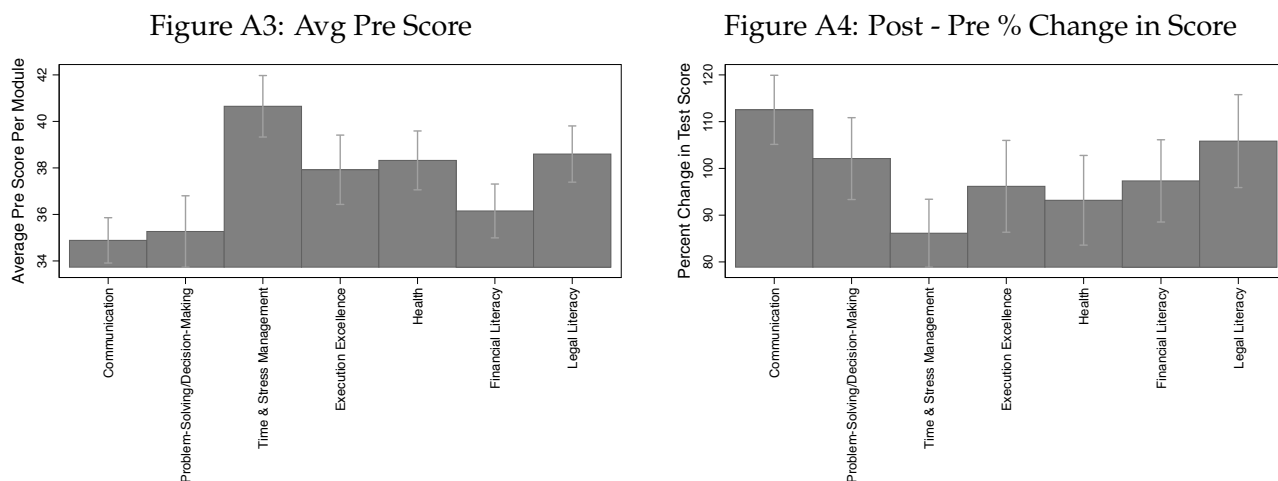 Figure A3: Avg Pre Score
Average Pre Score Per Module
42
40
38
36
34
Communication
Problem-Solving/Decision-Making
Time & Stress Management
Execution Excellence
Health
Financial Literacy
Legal Literacy
Figure A4: Post - Pre % Change in Score
Percent Change in Test Score
120
110
100
90
80
Communication
Problem-Solving/Decision-Making
Time & Stress Management
Execution Excellence
Health
Financial Literacy
Legal Literacy